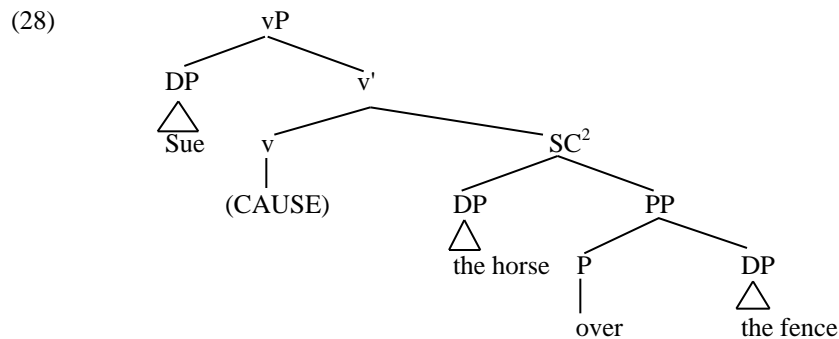 (28) vP
DP v'
Sue v SC²
(CAUSE) DP PP
the horse P DP
over the fence